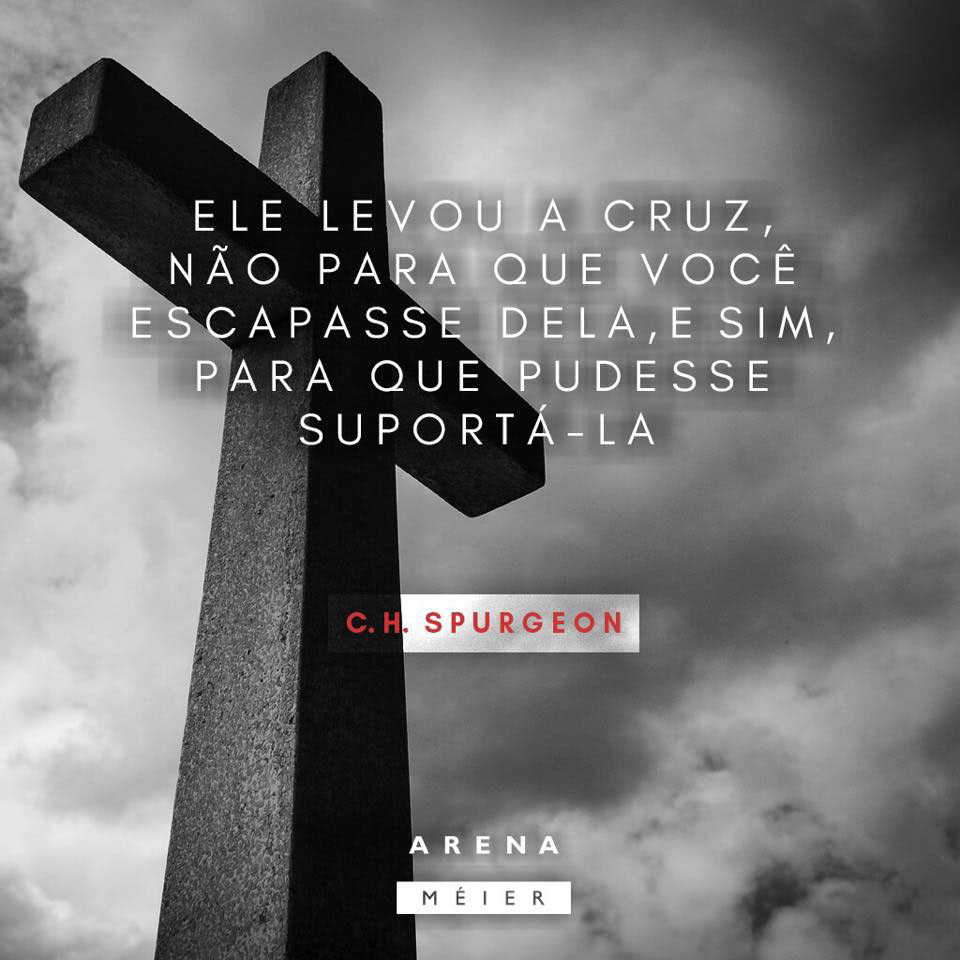 ELE LEVOU A CRUZ,
NÃO PARA QUE VOCÊ
ESCAPASSE DELA,E SIM,
PARA QUE PUDESSE
SUPORTÁ-LA
C.H. SPURGEON
ARENA
MÉIER